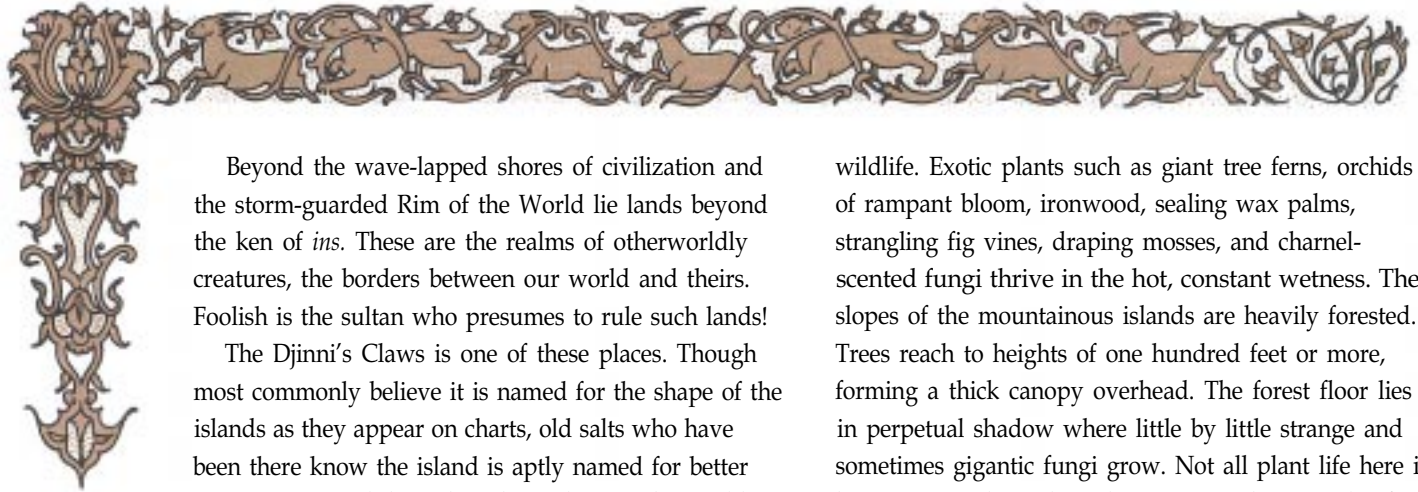 Beyond the wave-lapped shores of civilization and
the storm-guarded Rim of the World lie lands beyond
the ken of ins. These are the realms of otherworldly
creatures, the borders between our world and theirs.
Foolish is the sultan who presumes to rule such lands!
The Djinni's Claws is one of these places. Though
most commonly believe it is named for the shape of the
islands as they appear on charts, old salts who have
been there know the island is aptly named for better
wildlife. Exotic plants such as giant tree ferns, orchids
of rampant bloom, ironwood, sealing wax palms,
strangling fig vines, draping mosses, and charnel-
scented fungi thrive in the hot, constant wetness. The
slopes of the mountainous islands are heavily forested.
Trees reach to heights of one hundred feet or more,
forming a thick canopy overhead. The forest floor lies
in perpetual shadow where little by little strange and
sometimes gigantic fungi grow. Not all plant life here i